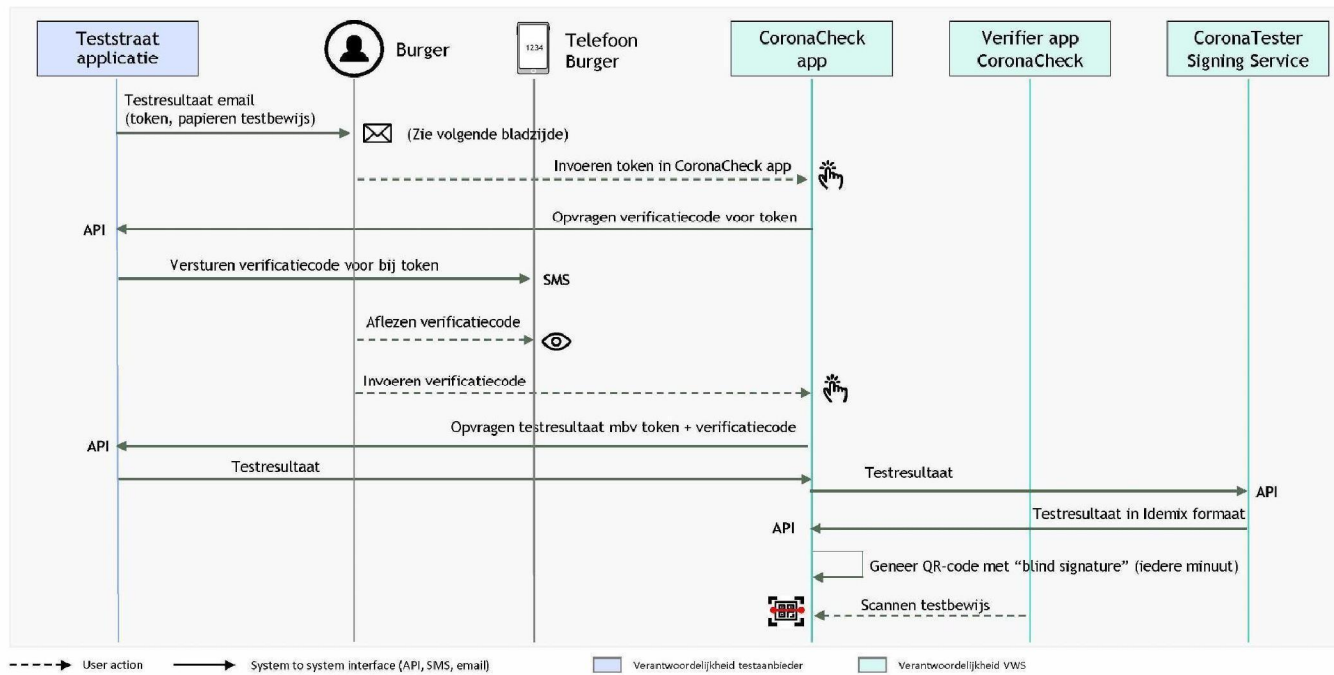 Teststraat
applicatie
Burger
1234
Telefoon
Burger
CoronaCheck
app
Verifier app
CoronaCheck
CoronaTester
Signing Service
Testresultaat email
(token, papieren testbewijs)
(Zie volgende bladzijde)
Invoeren token in CoronaCheck app
Opvragen verificatiecode voor token
API
Versturen verificatiecode voor bij token
SMS
Aflezen verificatiecode
Invoeren verificatiecode
Opvragen testresultaat mbv token + verificatiecode
API
Testresultaat
Testresultaat
API
Testresultaat in Idemix formaat
API
Geneer QR-code met “blind signature” (iedere minuut)
Scannen testbewijs
User action
System to system interface (API, SMS, email)
Verantwoordelijkheid testaanbieder
Verantwoordelijkheid VWS